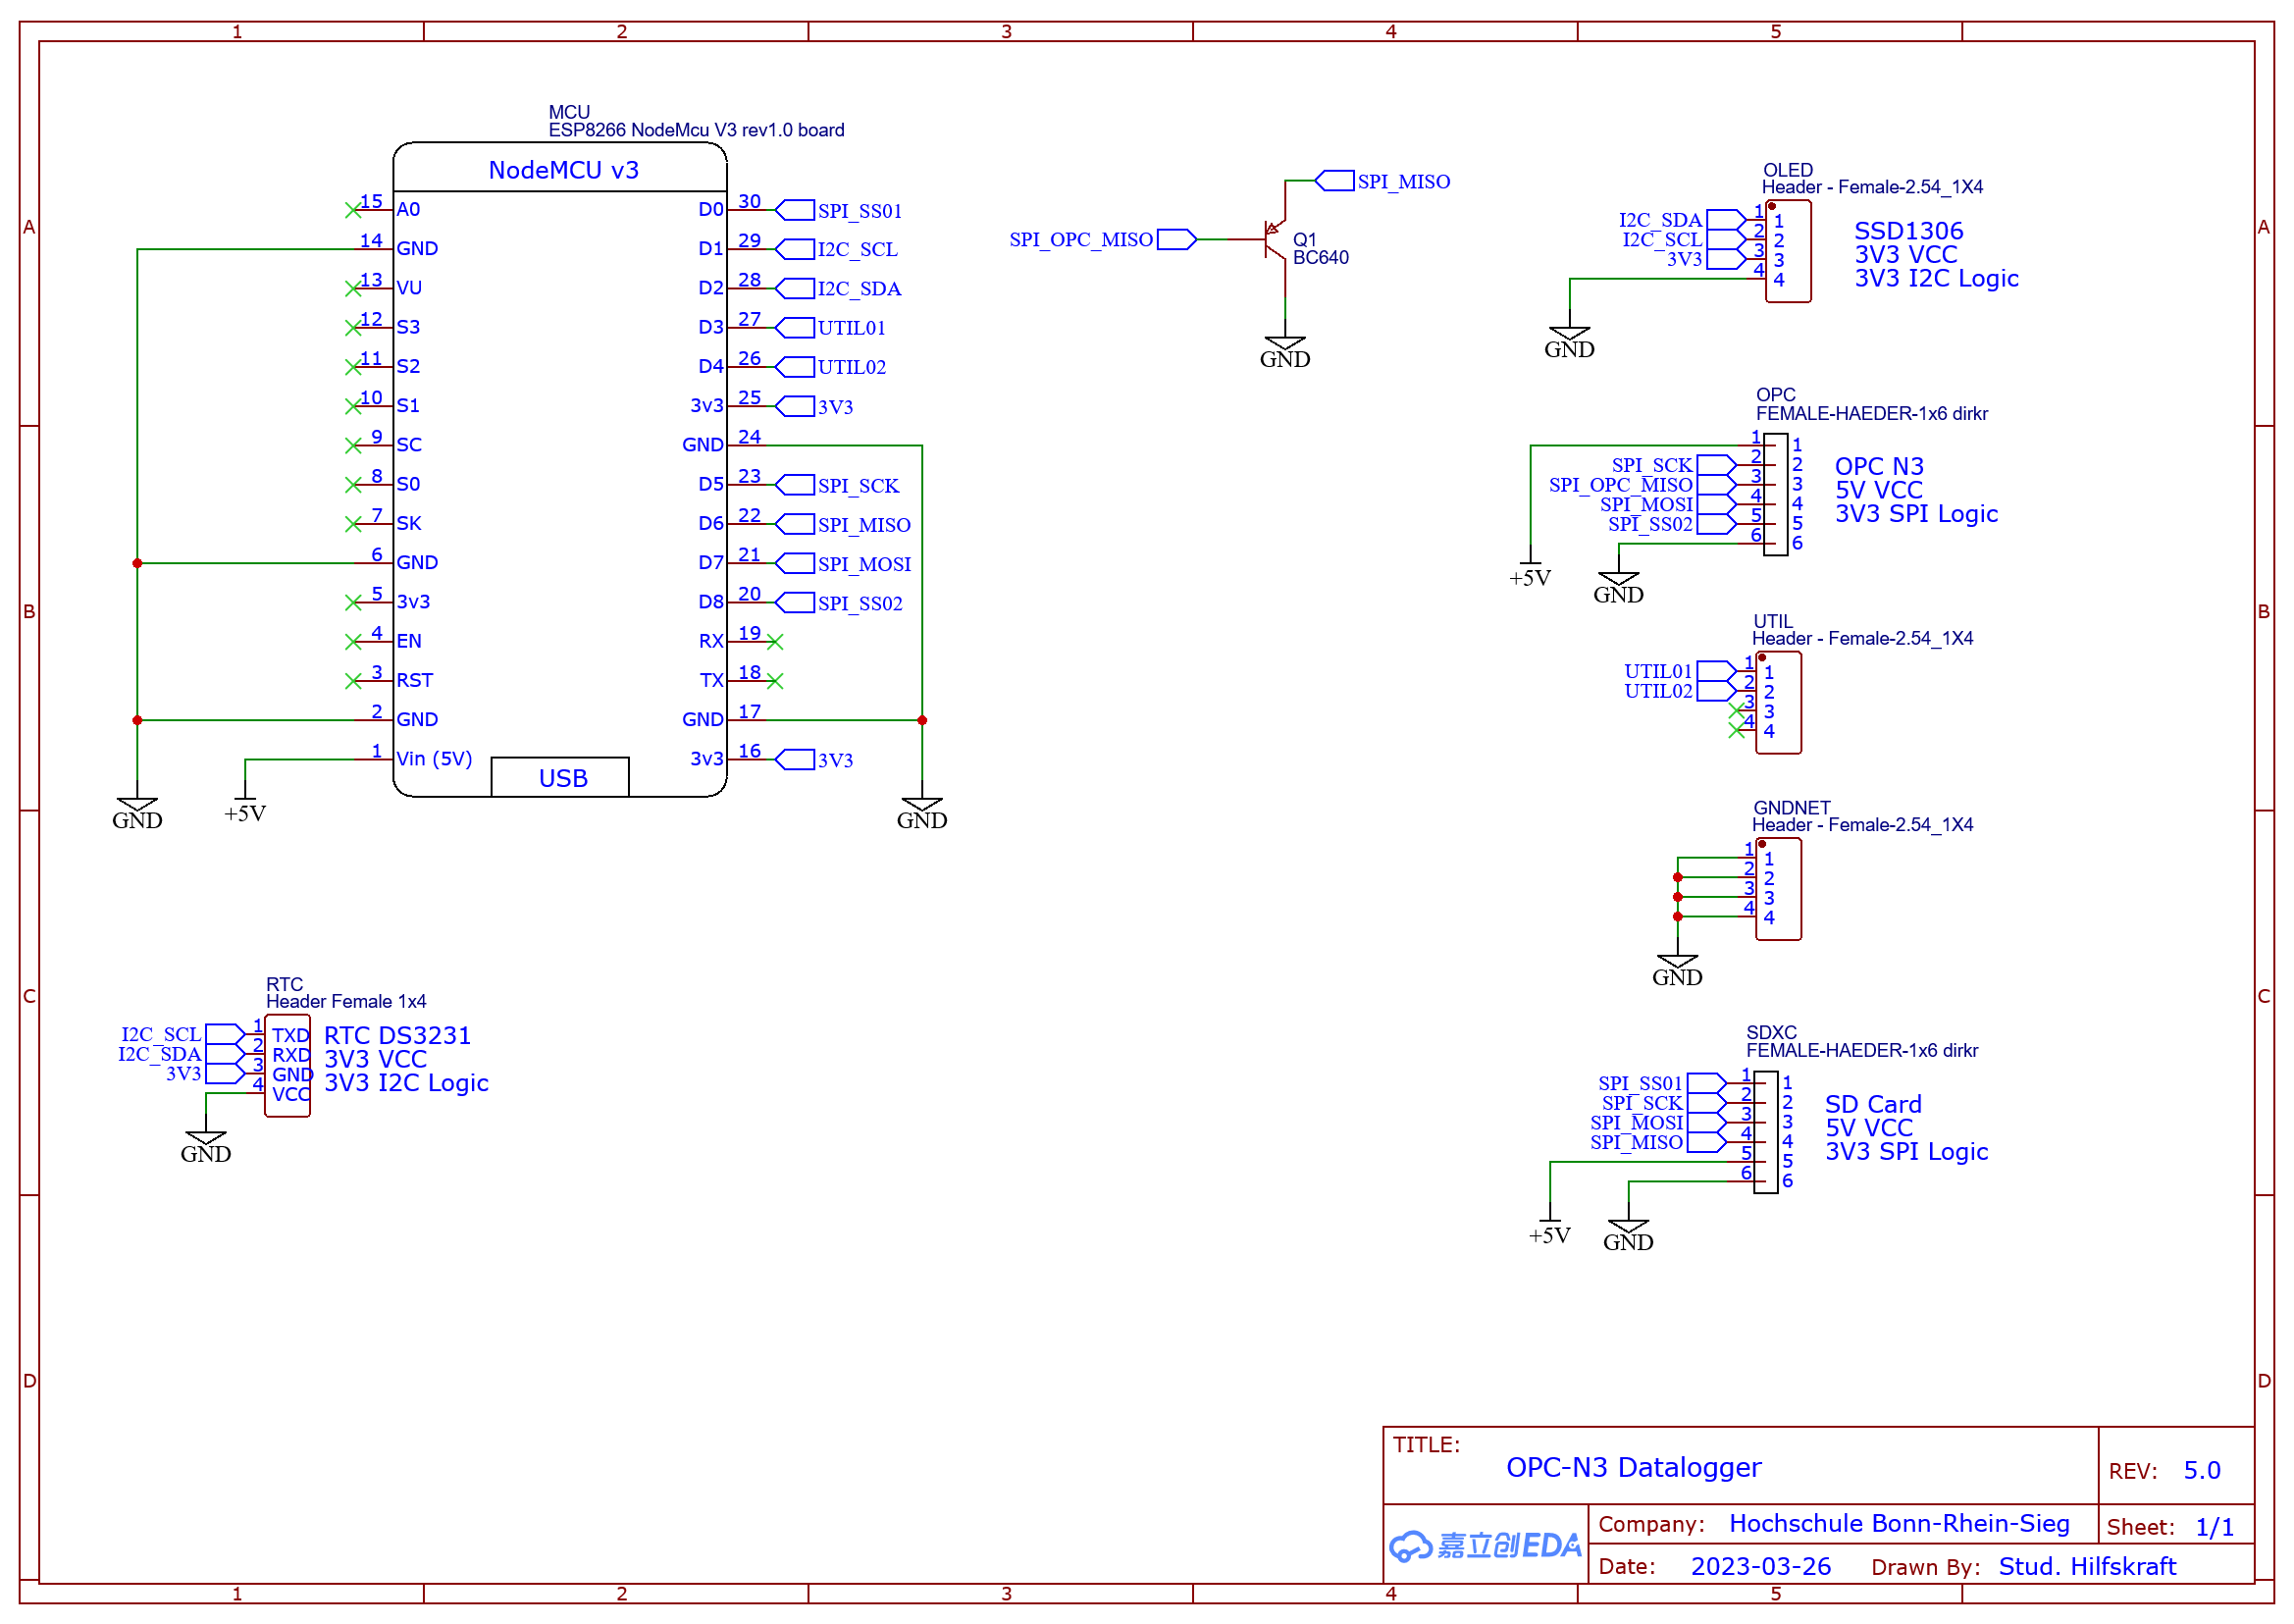 1 2 3 4 5
A
B
C
D
A
B
C
D
1 2 3 4 5
MCU
ESP8266 NodeMcu V3 rev1.0 board
NodeMCU v3
15 A0
14 GND
13 VU
12 S3
11 S2
10 S1
9 SC
8 S0
7 SK
6 GND
5 3v3
4 EN
3 RST
2 GND
1 Vin (5V)
D0 30 SPI_SS01
D1 29 I2C_SCL
D2 28 I2C_SDA
D3 27 UTIL01
D4 26 UTIL02
3v3 25 3V3
GND 24
D5 23 SPI_SCK
D6 22 SPI_MISO
D7 21 SPI_MOSI
D8 20 SPI_SS02
RX 19
TX 18
GND 17
3v3 16 3V3
USB
GND
+5V
GND
SPI_MISO
SPI_OPC_MISO
Q1
BC640
GND
OLED
Header - Female-2.54_1X4
I2C_SDA 1 1
I2C_SCL 2 2
3V3 3 3
4 4
SSD1306
3V3 VCC
3V3 I2C Logic
GND
OPC
FEMALE-HAEDER-1x6 dirkr
1 1
SPI_SCK 2 2
SPI_OPC_MISO 3 3
SPI_MOSI 4 4
SPI_SS02 5 5
6 6
OPC N3
5V VCC
3V3 SPI Logic
+5V
GND
UTIL
Header - Female-2.54_1X4
UTIL01 1 1
UTIL02 2 2
3 3
4 4
GNDNET
Header - Female-2.54_1X4
1 1
2 2
3 3
4 4
GND
RTC
Header Female 1x4
I2C_SCL 1 TXD
I2C_SDA 2 RXD
3V3 3 GND
4 VCC
RTC DS3231
3V3 VCC
3V3 I2C Logic
GND
SDXC
FEMALE-HAEDER-1x6 dirkr
SPI_SS01 1 1
SPI_SCK 2 2
SPI_MOSI 3 3
SPI_MISO 4 4
5 5
6 6
SD Card
5V VCC
3V3 SPI Logic
+5V
GND
TITLE:
OPC-N3 Datalogger
REV: 5.0
嘉立创EDA
Company: Hochschule Bonn-Rhein-Sieg
Sheet: 1/1
Date: 2023-03-26 Drawn By: Stud. Hilfskraft